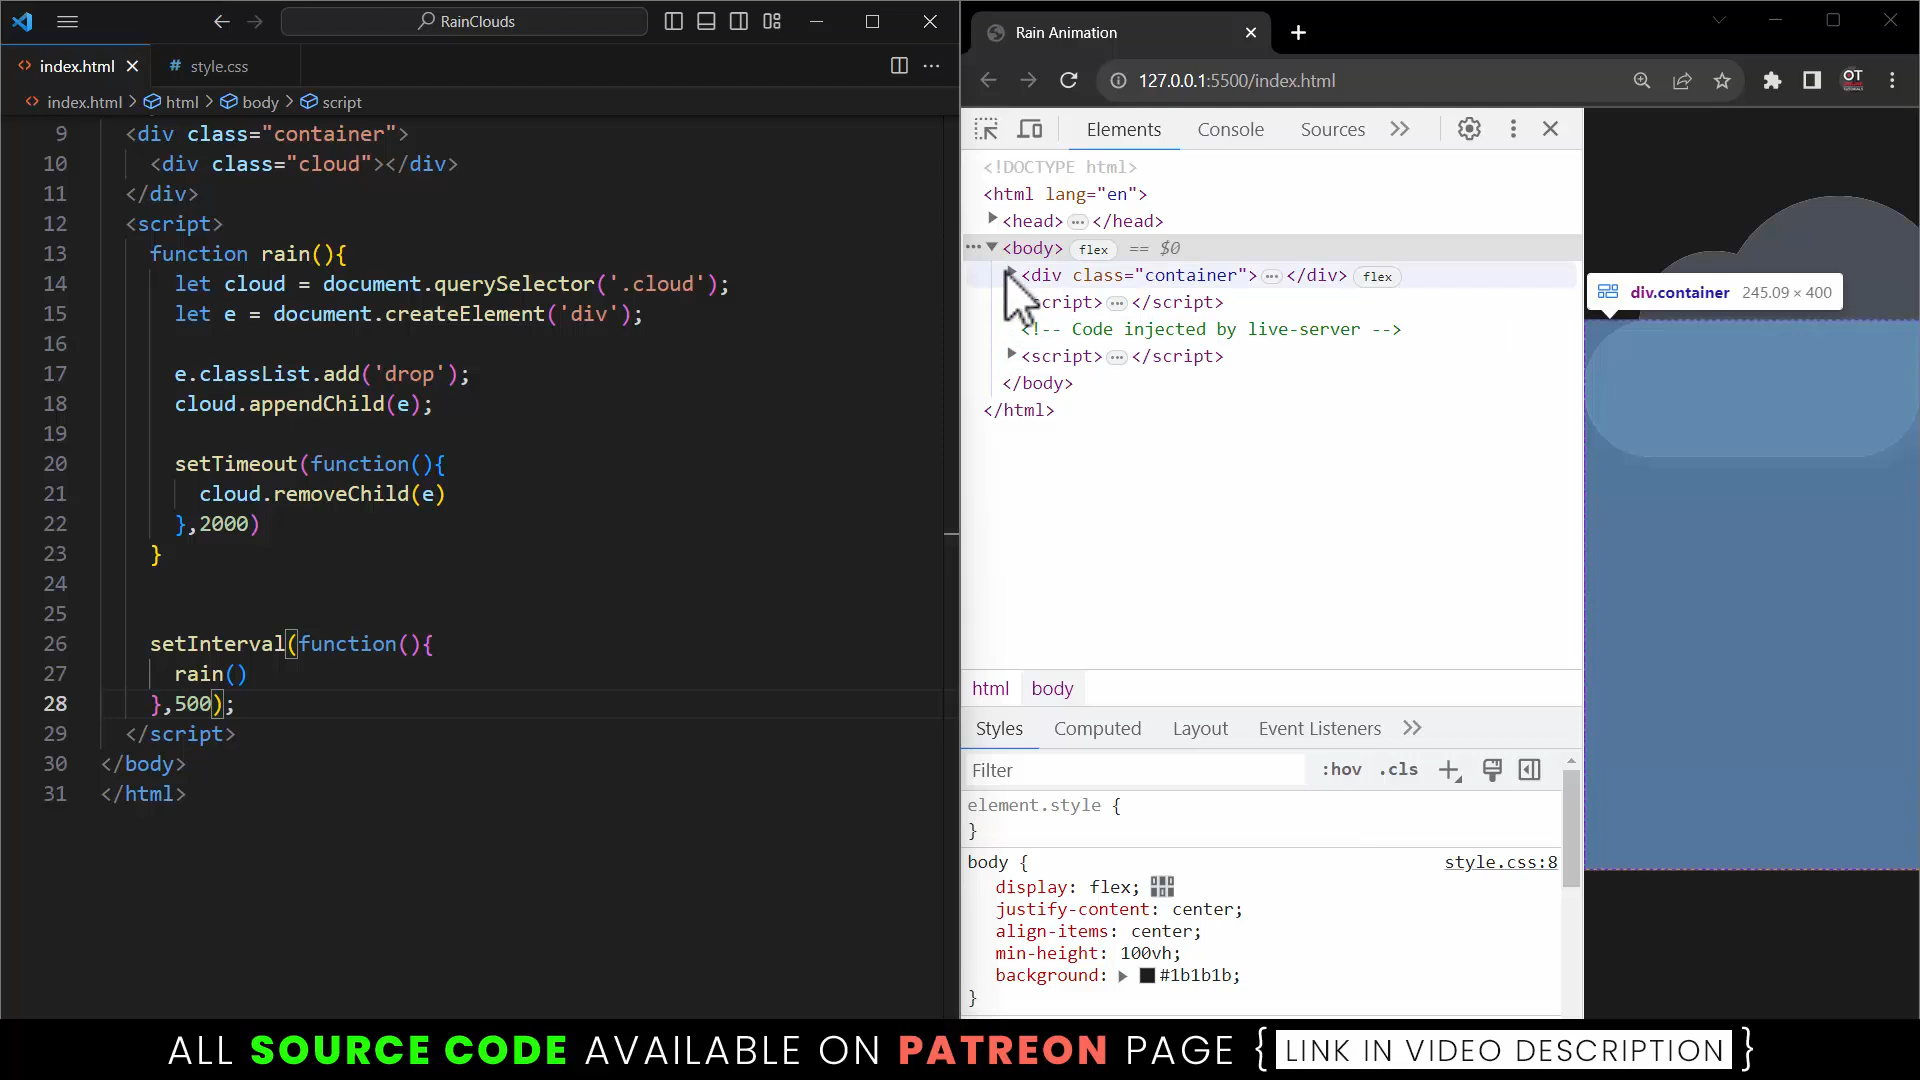 RainClouds
index.html
style.css
index.html > html > body > script
9 <div class="container">
10 <div class="cloud"></div>
11 </div>
12 <script>
13 function rain(){
14 let cloud = document.querySelector('.cloud');
15 let e = document.createElement('div');
16
17 e.classList.add('drop');
18 cloud.appendChild(e);
19
20 setTimeout(function(){
21 cloud.removeChild(e)
22 },2000)
23 }
24
25
26 setInterval(function(){
27 rain()
28 },500);
29 </script>
30 </body>
31 </html>
Rain Animation
127.0.0.1:5500/index.html
OT
Elements Console Sources
<!DOCTYPE html>
<html lang="en">
<head> … </head>
<body> flex == $0
<div class="container"> … </div> flex
script> … </script>
<!-- Code injected by live-server -->
<script> … </script>
</body>
</html>
div.container 245.09 × 400
html body
Styles Computed Layout Event Listeners
Filter :hov .cls
element.style {
}
body { style.css:8
display: flex;
justify-content: center;
align-items: center;
min-height: 100vh;
background: #1b1b1b;
}
ALL SOURCE CODE AVAILABLE ON PATREON PAGE { LINK IN VIDEO DESCRIPTION }